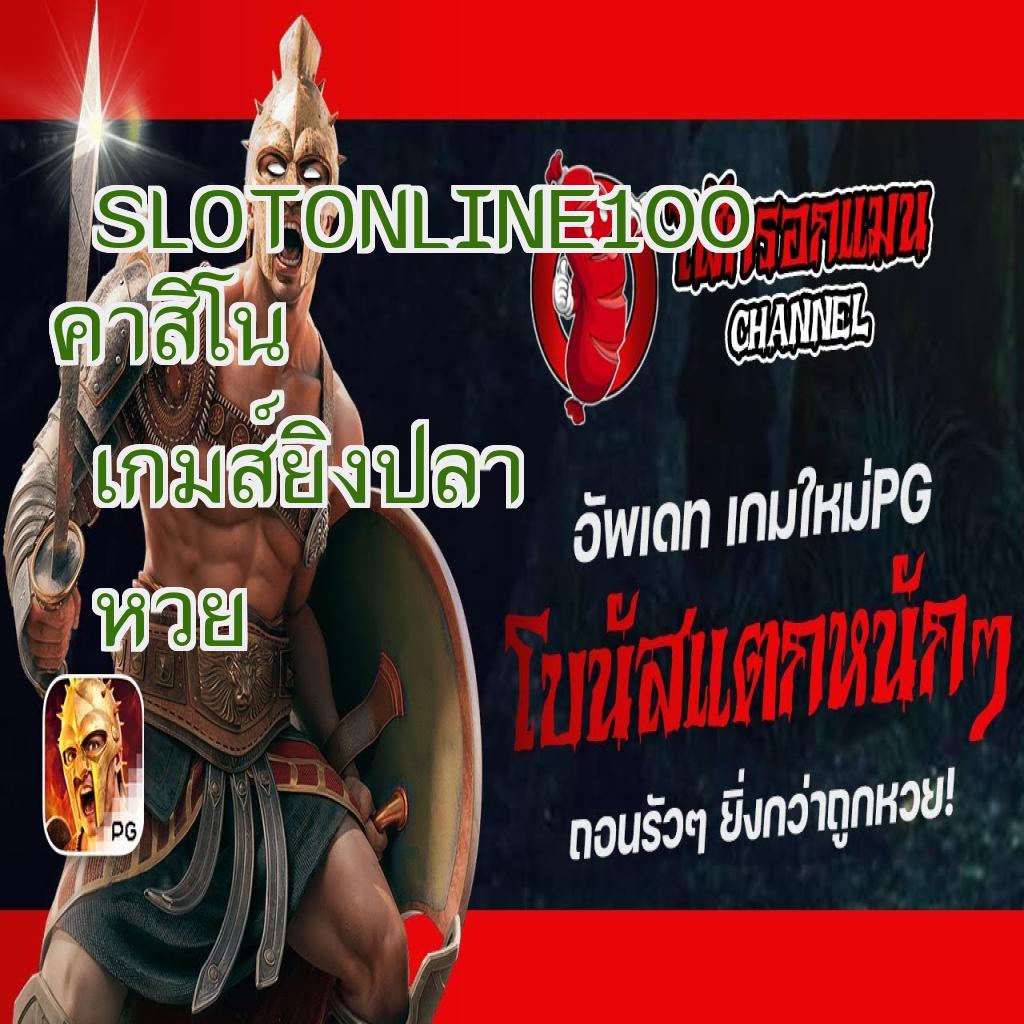 SLOTONLINE100
คาสิโน
เกมส์ยิงปลา
หวย
PG
CHANNEL
อัพเดท เกมใหม่PG
โบนัสแตกหนักๆ
ถอนรัวๆ ยิ่งกว่าถูกหวย!